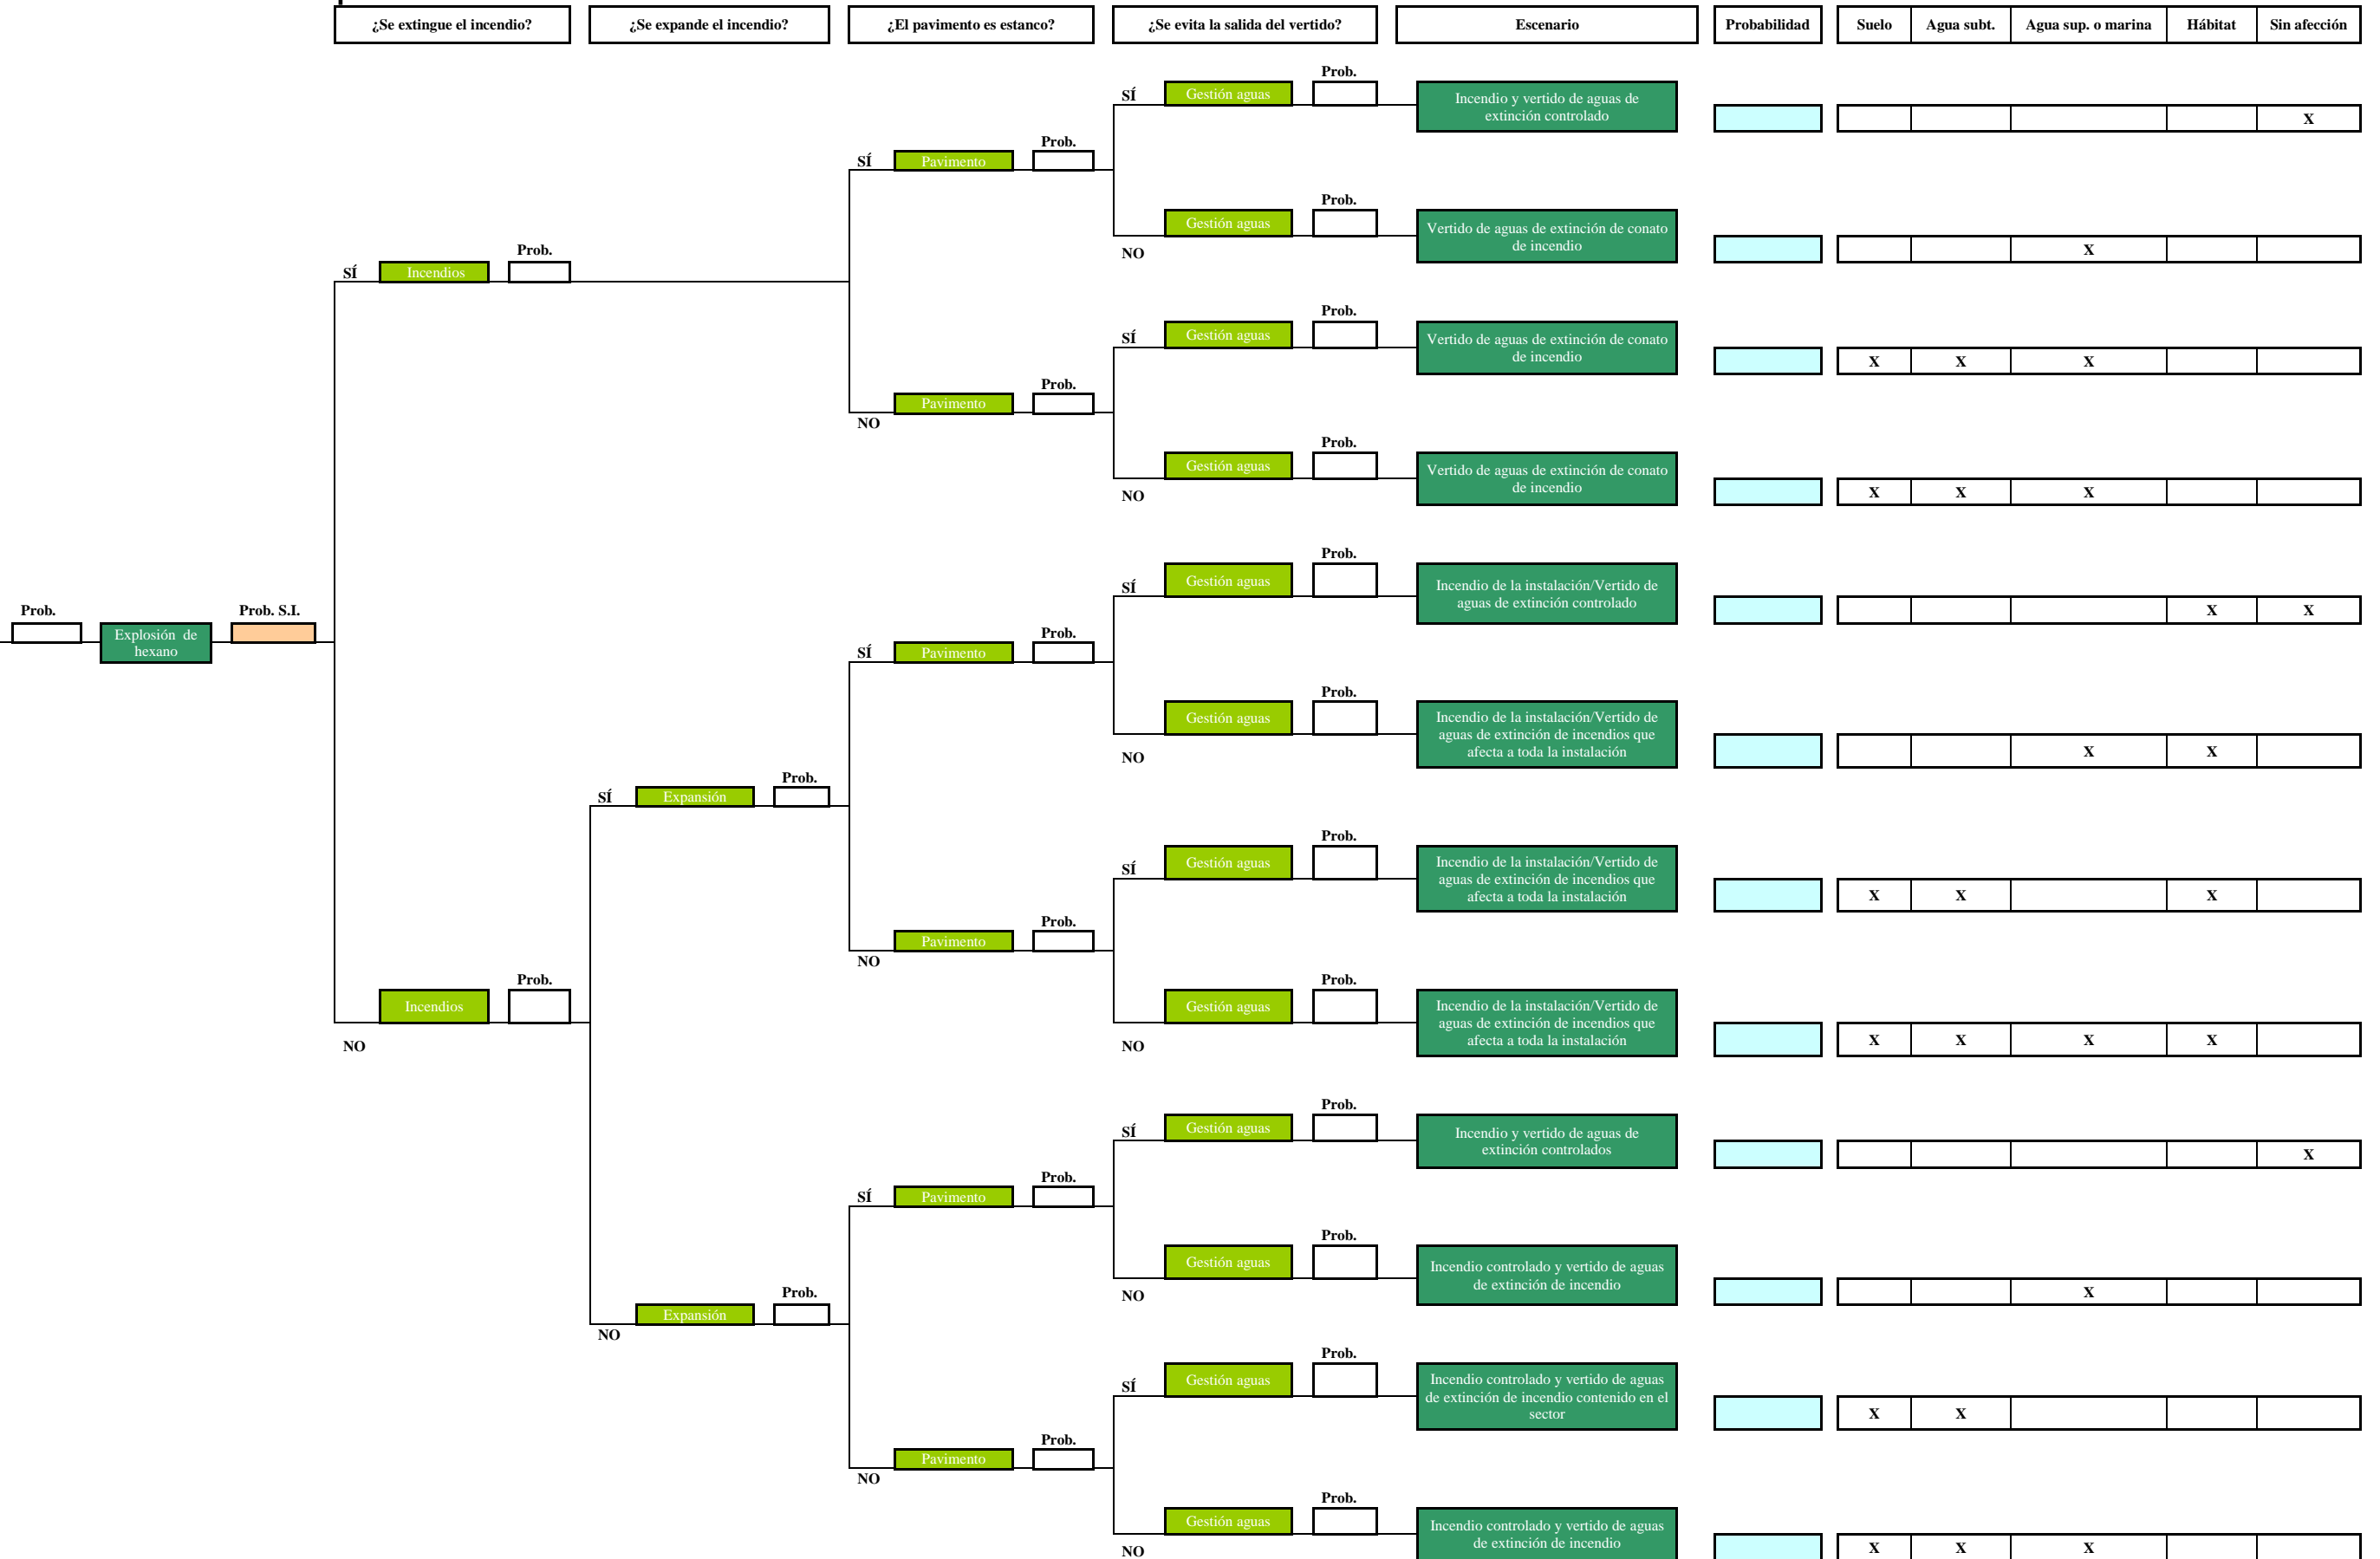 ¿Se extingue el incendio? ¿Se expande el incendio? ¿El pavimento es estanco? ¿Se evita la salida del vertido? Escenario Probabilidad Suelo Agua subt. Agua sup. o marina Hábitat Sin afección
Prob.
SÍ Gestión aguas Incendio y vertido de aguas de
extinción controlado
X
Prob.
SÍ Pavimento
Prob.
Gestión aguas Vertido de aguas de extinción de conato
de incendio
NO
X
Prob.
SÍ Incendios
Prob.
SÍ Gestión aguas Vertido de aguas de extinción de conato
de incendio
X X X
Prob.
Pavimento
NO
Prob.
Gestión aguas Vertido de aguas de extinción de conato
de incendio
NO
X X X
Prob.
SÍ Gestión aguas Incendio de la instalación/Vertido de
aguas de extinción controlado
X X
Prob. Prob. S.I.
Explosión de
hexano
Prob.
SÍ Pavimento
Prob.
Gestión aguas Incendio de la instalación/Vertido de
aguas de extinción de incendios que
afecta a toda la instalación
NO
X X
Prob.
SÍ Expansión
Prob.
SÍ Gestión aguas Incendio de la instalación/Vertido de
aguas de extinción de incendios que
afecta a toda la instalación
X X X
Prob.
Pavimento
NO
Prob.
Incendios
NO
Prob.
Gestión aguas Incendio de la instalación/Vertido de
aguas de extinción de incendios que
afecta a toda la instalación
NO
X X X X
Prob.
SÍ Gestión aguas Incendio y vertido de aguas de
extinción controlados
X
Prob.
SÍ Pavimento
Prob.
Gestión aguas Incendio controlado y vertido de aguas
de extinción de incendio
NO
X
Prob.
Expansión
NO
Prob.
SÍ Gestión aguas Incendio controlado y vertido de aguas
de extinción de incendio contenido en el
sector
X X
Prob.
Pavimento
NO
Prob.
Gestión aguas Incendio controlado y vertido de aguas
de extinción de incendio
NO
X X X